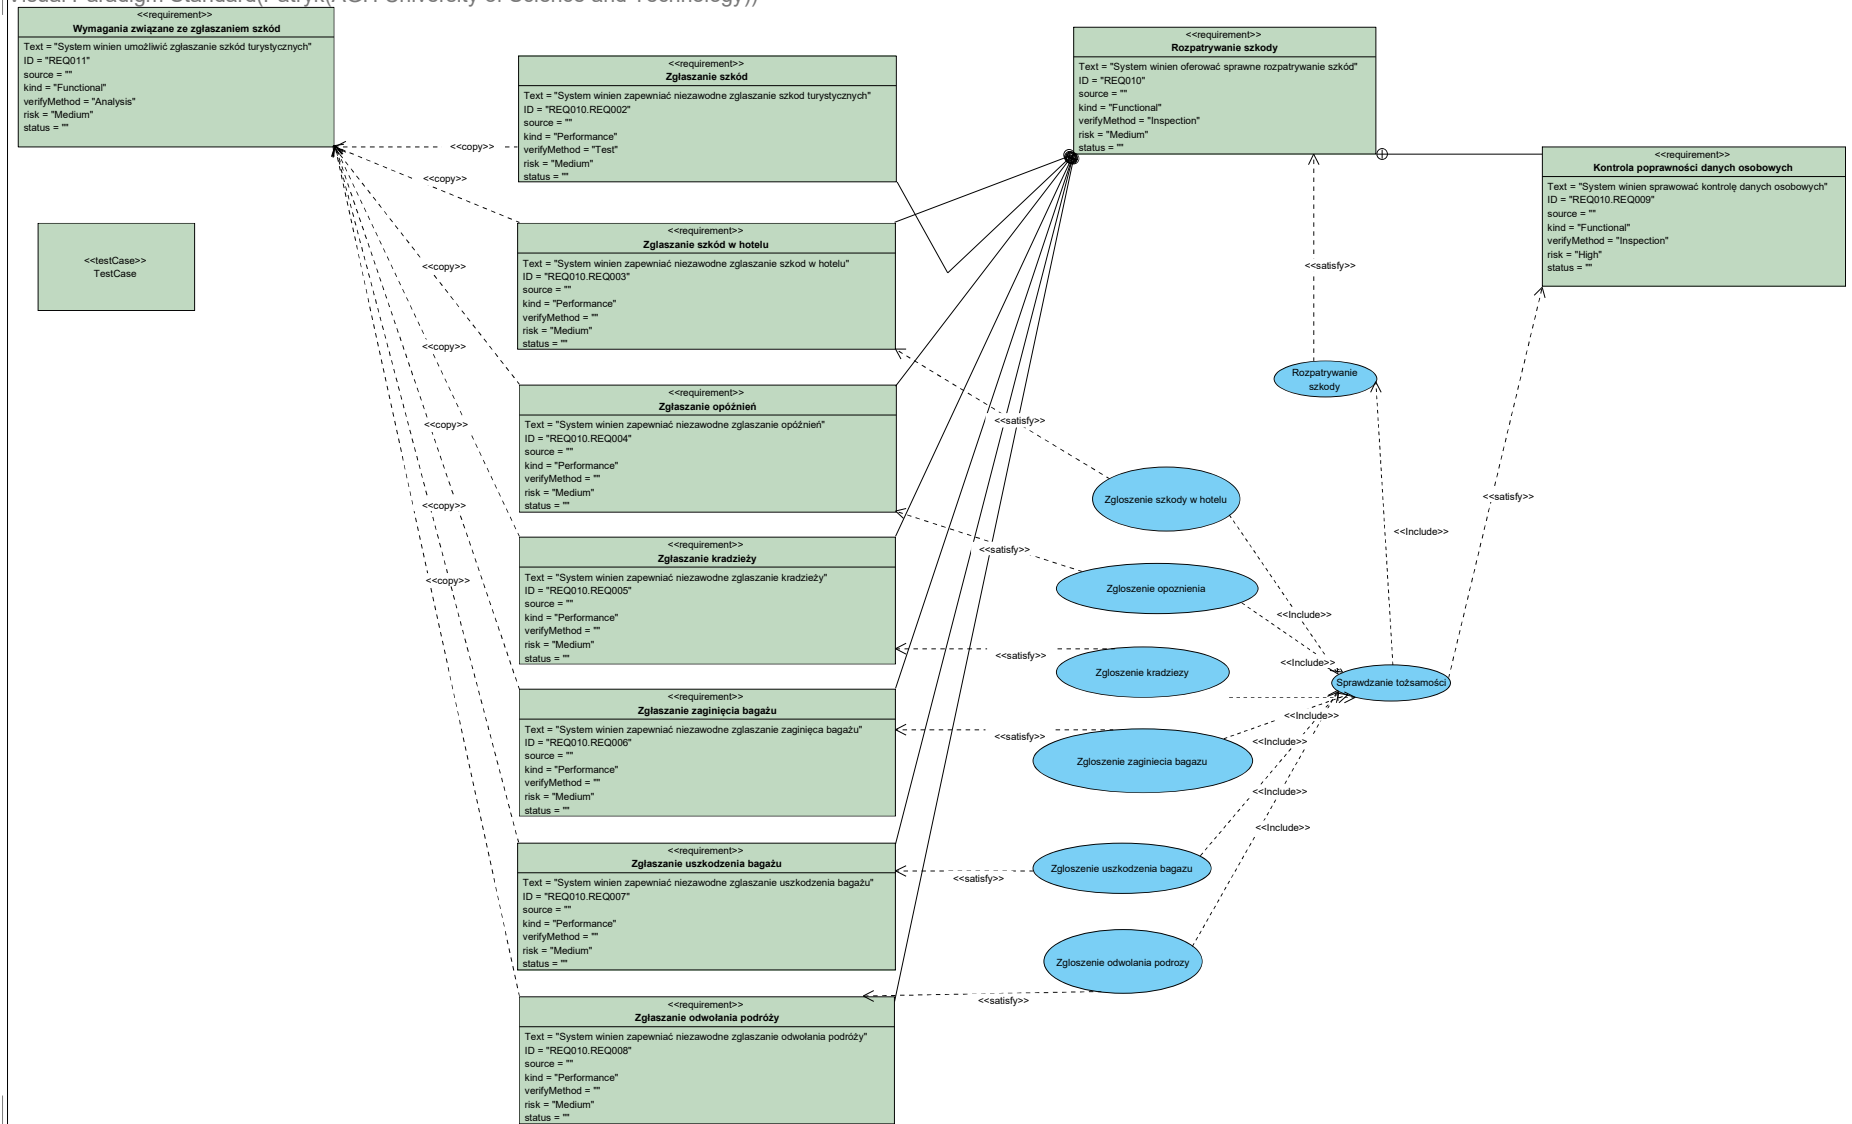 Visual Paradigm Standard(Patryk(AGH University of Science and Technology))
<<requirement>>
Wymagania związane ze zgłaszaniem szkód
Text = "System winien umożliwić zgłaszanie szkód turystycznych"
ID = "REQ011"
source = ""
kind = "Functional"
verifyMethod = "Analysis"
risk = "Medium"
status = ""
<<testCase>>
TestCase
<<requirement>>
Zgłaszanie szkód
Text = "System winien zapewniać niezawodne zglaszanie szkod turystycznych"
ID = "REQ010.REQ002"
source = ""
kind = "Performance"
verifyMethod = "Test"
risk = "Medium"
status = ""
<<requirement>>
Zglaszanie szkód w hotelu
Text = "System winien zapewniać niezawodne zglaszanie szkod w hotelu"
ID = "REQ010.REQ003"
source = ""
kind = "Performance"
verifyMethod = ""
risk = "Medium"
status = ""
<<requirement>>
Zgłaszanie opóźnień
Text = "System winien zapewniać niezawodne zglaszanie opóźnień"
ID = "REQ010.REQ004"
source = ""
kind = "Performance"
verifyMethod = ""
risk = "Medium"
status = ""
<<requirement>>
Zgłaszanie kradzieży
Text = "System winien zapewniać niezawodne zglaszanie kradzieży"
ID = "REQ010.REQ005"
source = ""
kind = "Performance"
verifyMethod = ""
risk = "Medium"
status = ""
<<requirement>>
Zgłaszanie zaginięcia bagażu
Text = "System winien zapewniać niezawodne zglaszanie zaginięca bagażu"
ID = "REQ010.REQ006"
source = ""
kind = "Performance"
verifyMethod = ""
risk = "Medium"
status = ""
<<requirement>>
Zgłaszanie uszkodzenia bagażu
Text = "System winien zapewniać niezawodne zglaszanie uszkodzenia bagażu"
ID = "REQ010.REQ007"
source = ""
kind = "Performance"
verifyMethod = ""
risk = "Medium"
status = ""
<<requirement>>
Zgłaszanie odwołania podróży
Text = "System winien zapewniać niezawodne zglaszanie odwołania podróży"
ID = "REQ010.REQ008"
source = ""
kind = "Performance"
verifyMethod = ""
risk = "Medium"
status = ""
<<copy>>
<<copy>>
<<copy>>
<<copy>>
<<copy>>
<<copy>>
<<copy>>
<<requirement>>
Rozpatrywanie szkody
Text = "System winien oferować sprawne rozpatrywanie szkód"
ID = "REQ010"
source = ""
kind = "Functional"
verifyMethod = "Inspection"
risk = "Medium"
status = ""
<<requirement>>
Kontrola poprawności danych osobowych
Text = "System winien sprawować kontrolę danych osobowych"
ID = "REQ010.REQ009"
source = ""
kind = "Functional"
verifyMethod = "Inspection"
risk = "High"
status = ""
<<satisfy>>
Rozpatrywanie
szkody
<<satisfy>>
Zgloszenie szkody w hotelu
<<satisfy>>
<<Include>>
<<satisfy>>
Zgloszenie opoznienia
<<Include>>
<<satisfy>>
Zgloszenie kradziezy
<<Include>>
Sprawdzanie tożsamości
<<Include>>
<<satisfy>>
Zgloszenie zaginiecia bagazu
<<Include>>
<<Include>>
<<Include>>
<<satisfy>>
Zgloszenie uszkodzenia bagazu
Zgloszenie odwolania podrozy
<<satisfy>>